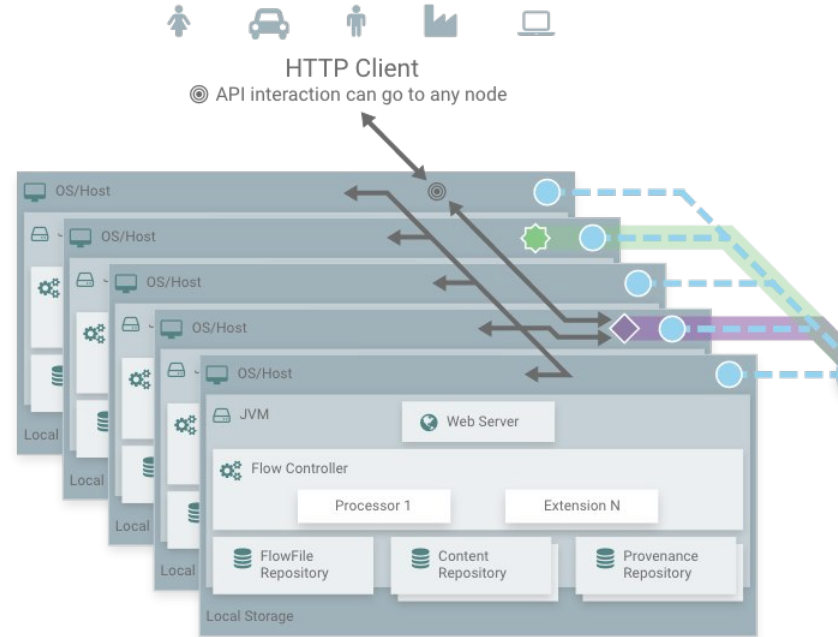 HTTP Client
API interaction can go to any node
OS/Host
OS/Host
OS/Host
OS/Host
OS/Host
JVM
Web Server
Flow Controller
Processor 1
Extension N
FlowFile
Repository
Content
Repository
Provenance
Repository
Local
Local
Local
Local
Local Storage